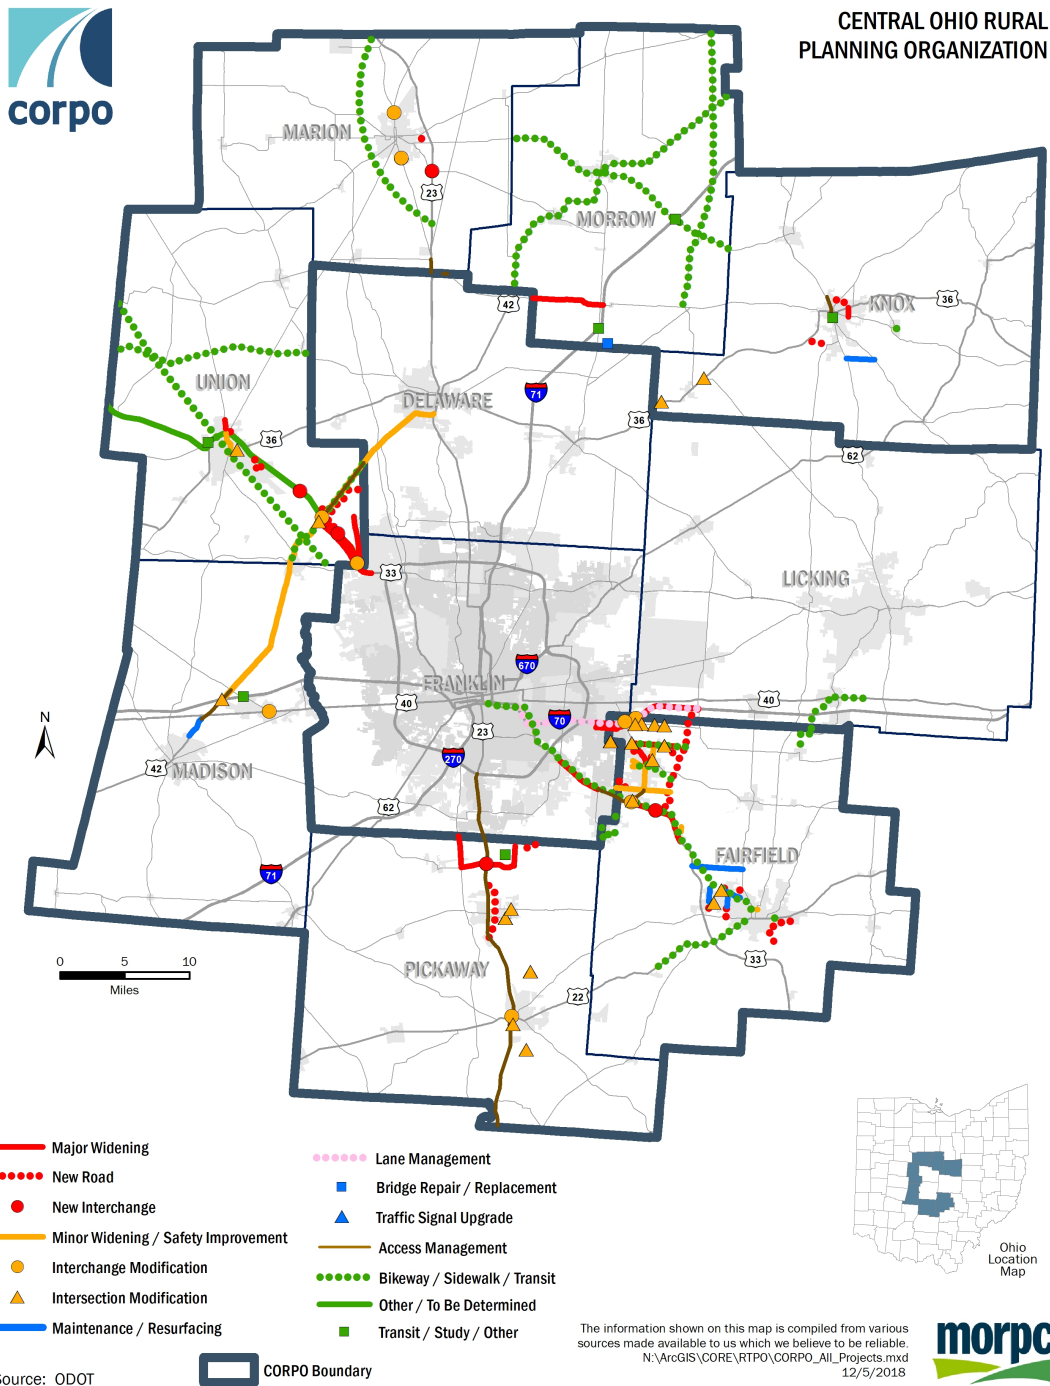 corpo
CENTRAL OHIO RURAL
PLANNING ORGANIZATION
MARION
23
MORROW
42
KNOX
36
UNION
DELAWARE
71
36
36
62
33
LICKING
670
FRANKLIN
40
40
70
23
270
42
MADISON
62
71
FAIRFIELD
33
PICKAWAY
22
N
0 5 10
Miles
Major Widening
New Road
New Interchange
Minor Widening / Safety Improvement
Interchange Modification
Intersection Modification
Maintenance / Resurfacing
Lane Management
Bridge Repair / Replacement
Traffic Signal Upgrade
Access Management
Bikeway / Sidewalk / Transit
Other / To Be Determined
Transit / Study / Other
CORPO Boundary
Source: ODOT
Ohio
Location
Map
The information shown on this map is compiled from various
sources made available to us which we believe to be reliable.
N:\ArcGIS\CORE\RTPO\CORPO_All_Projects.mxd
12/5/2018
morpc